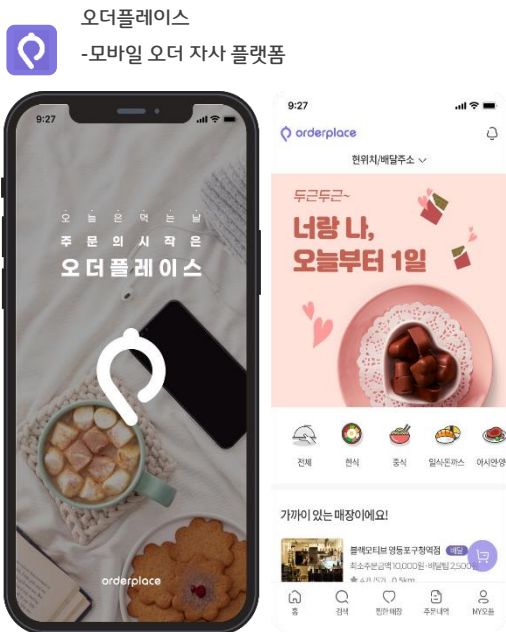 오더플레이스
-모바일 오더 자사 플랫폼
9:27
오 늘 은 먹 는 날
주 문 의 시 작 은
오더플레이스
orderplace
9:27
orderplace
현위치/배달주소
두근두근~
너랑 나,
오늘부터 1일
전체 한식 중식 일식·돈까스 아시안·양
가까이 있는 매장이에요!
블랙모티브 영등포구청역점 배달
최소주문금액 10,000원 · 배달팁 2,500
0.5km
홈 검색 찜한 매장 주문내역 MY오플